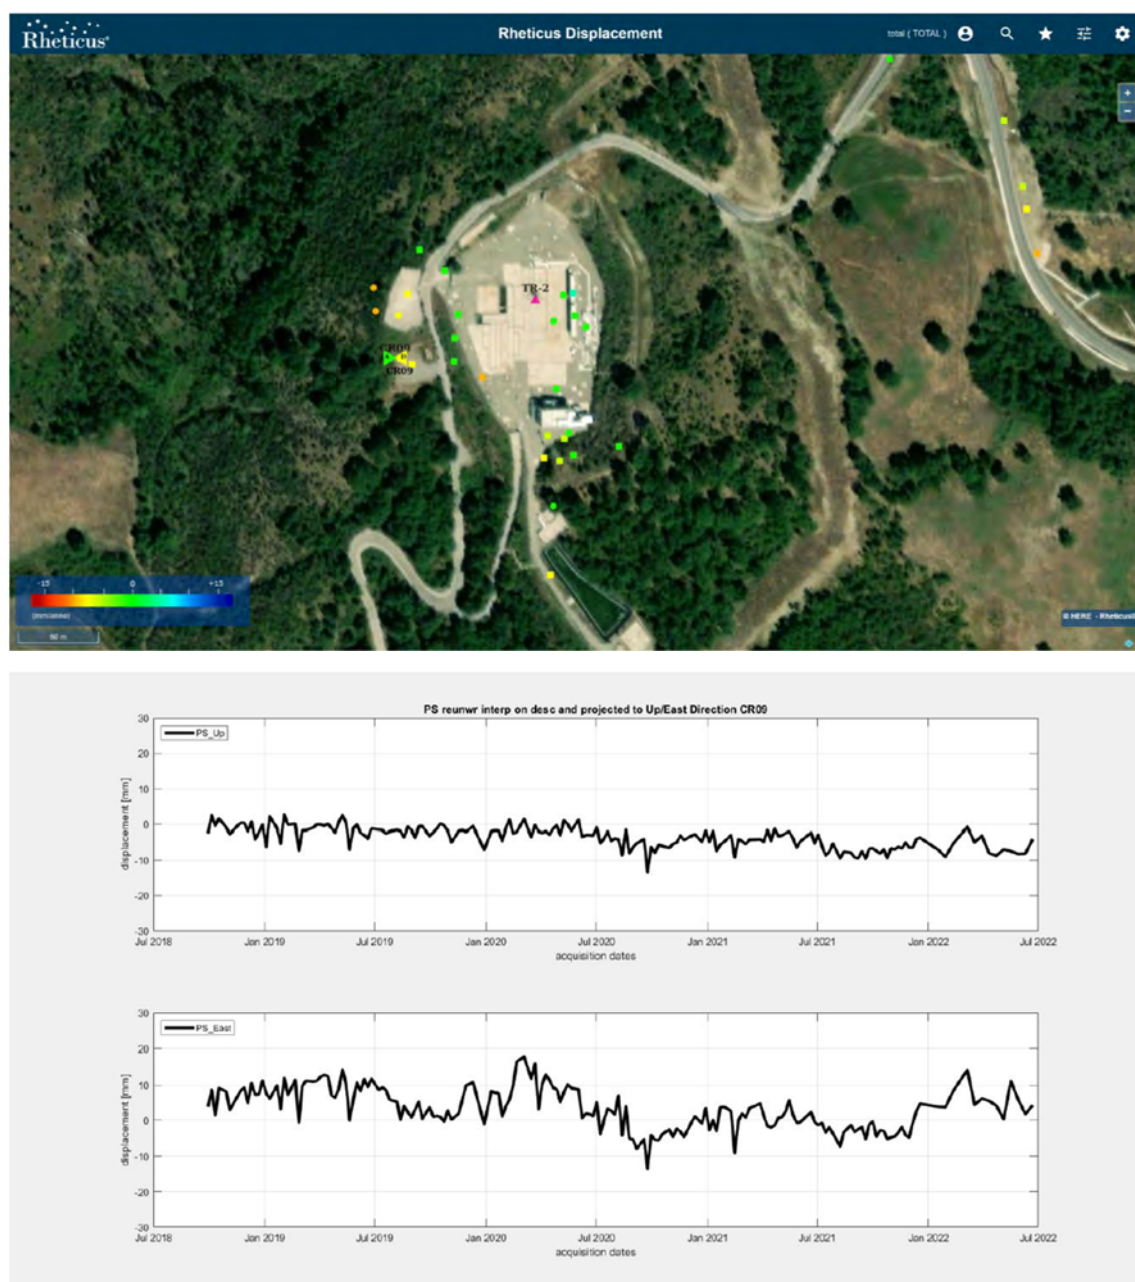 Rheticus®
Rheticus Displacement
total ( TOTAL )
+
−
TR-2
CR09
CR09
-15 0 +15
(mm/anno)
60 m
© HERE - Rheticus®
PS reunwr interp on desc and projected to Up/East Direction CR09
PS_Up
displacement [mm]
30
20
10
0
-10
-20
-30
Jul 2018 Jan 2019 Jul 2019 Jan 2020 Jul 2020 Jan 2021 Jul 2021 Jan 2022 Jul 2022
acquisition dates
PS_East
displacement [mm]
30
20
10
0
-10
-20
-30
Jul 2018 Jan 2019 Jul 2019 Jan 2020 Jul 2020 Jan 2021 Jul 2021 Jan 2022 Jul 2022
acquisition dates